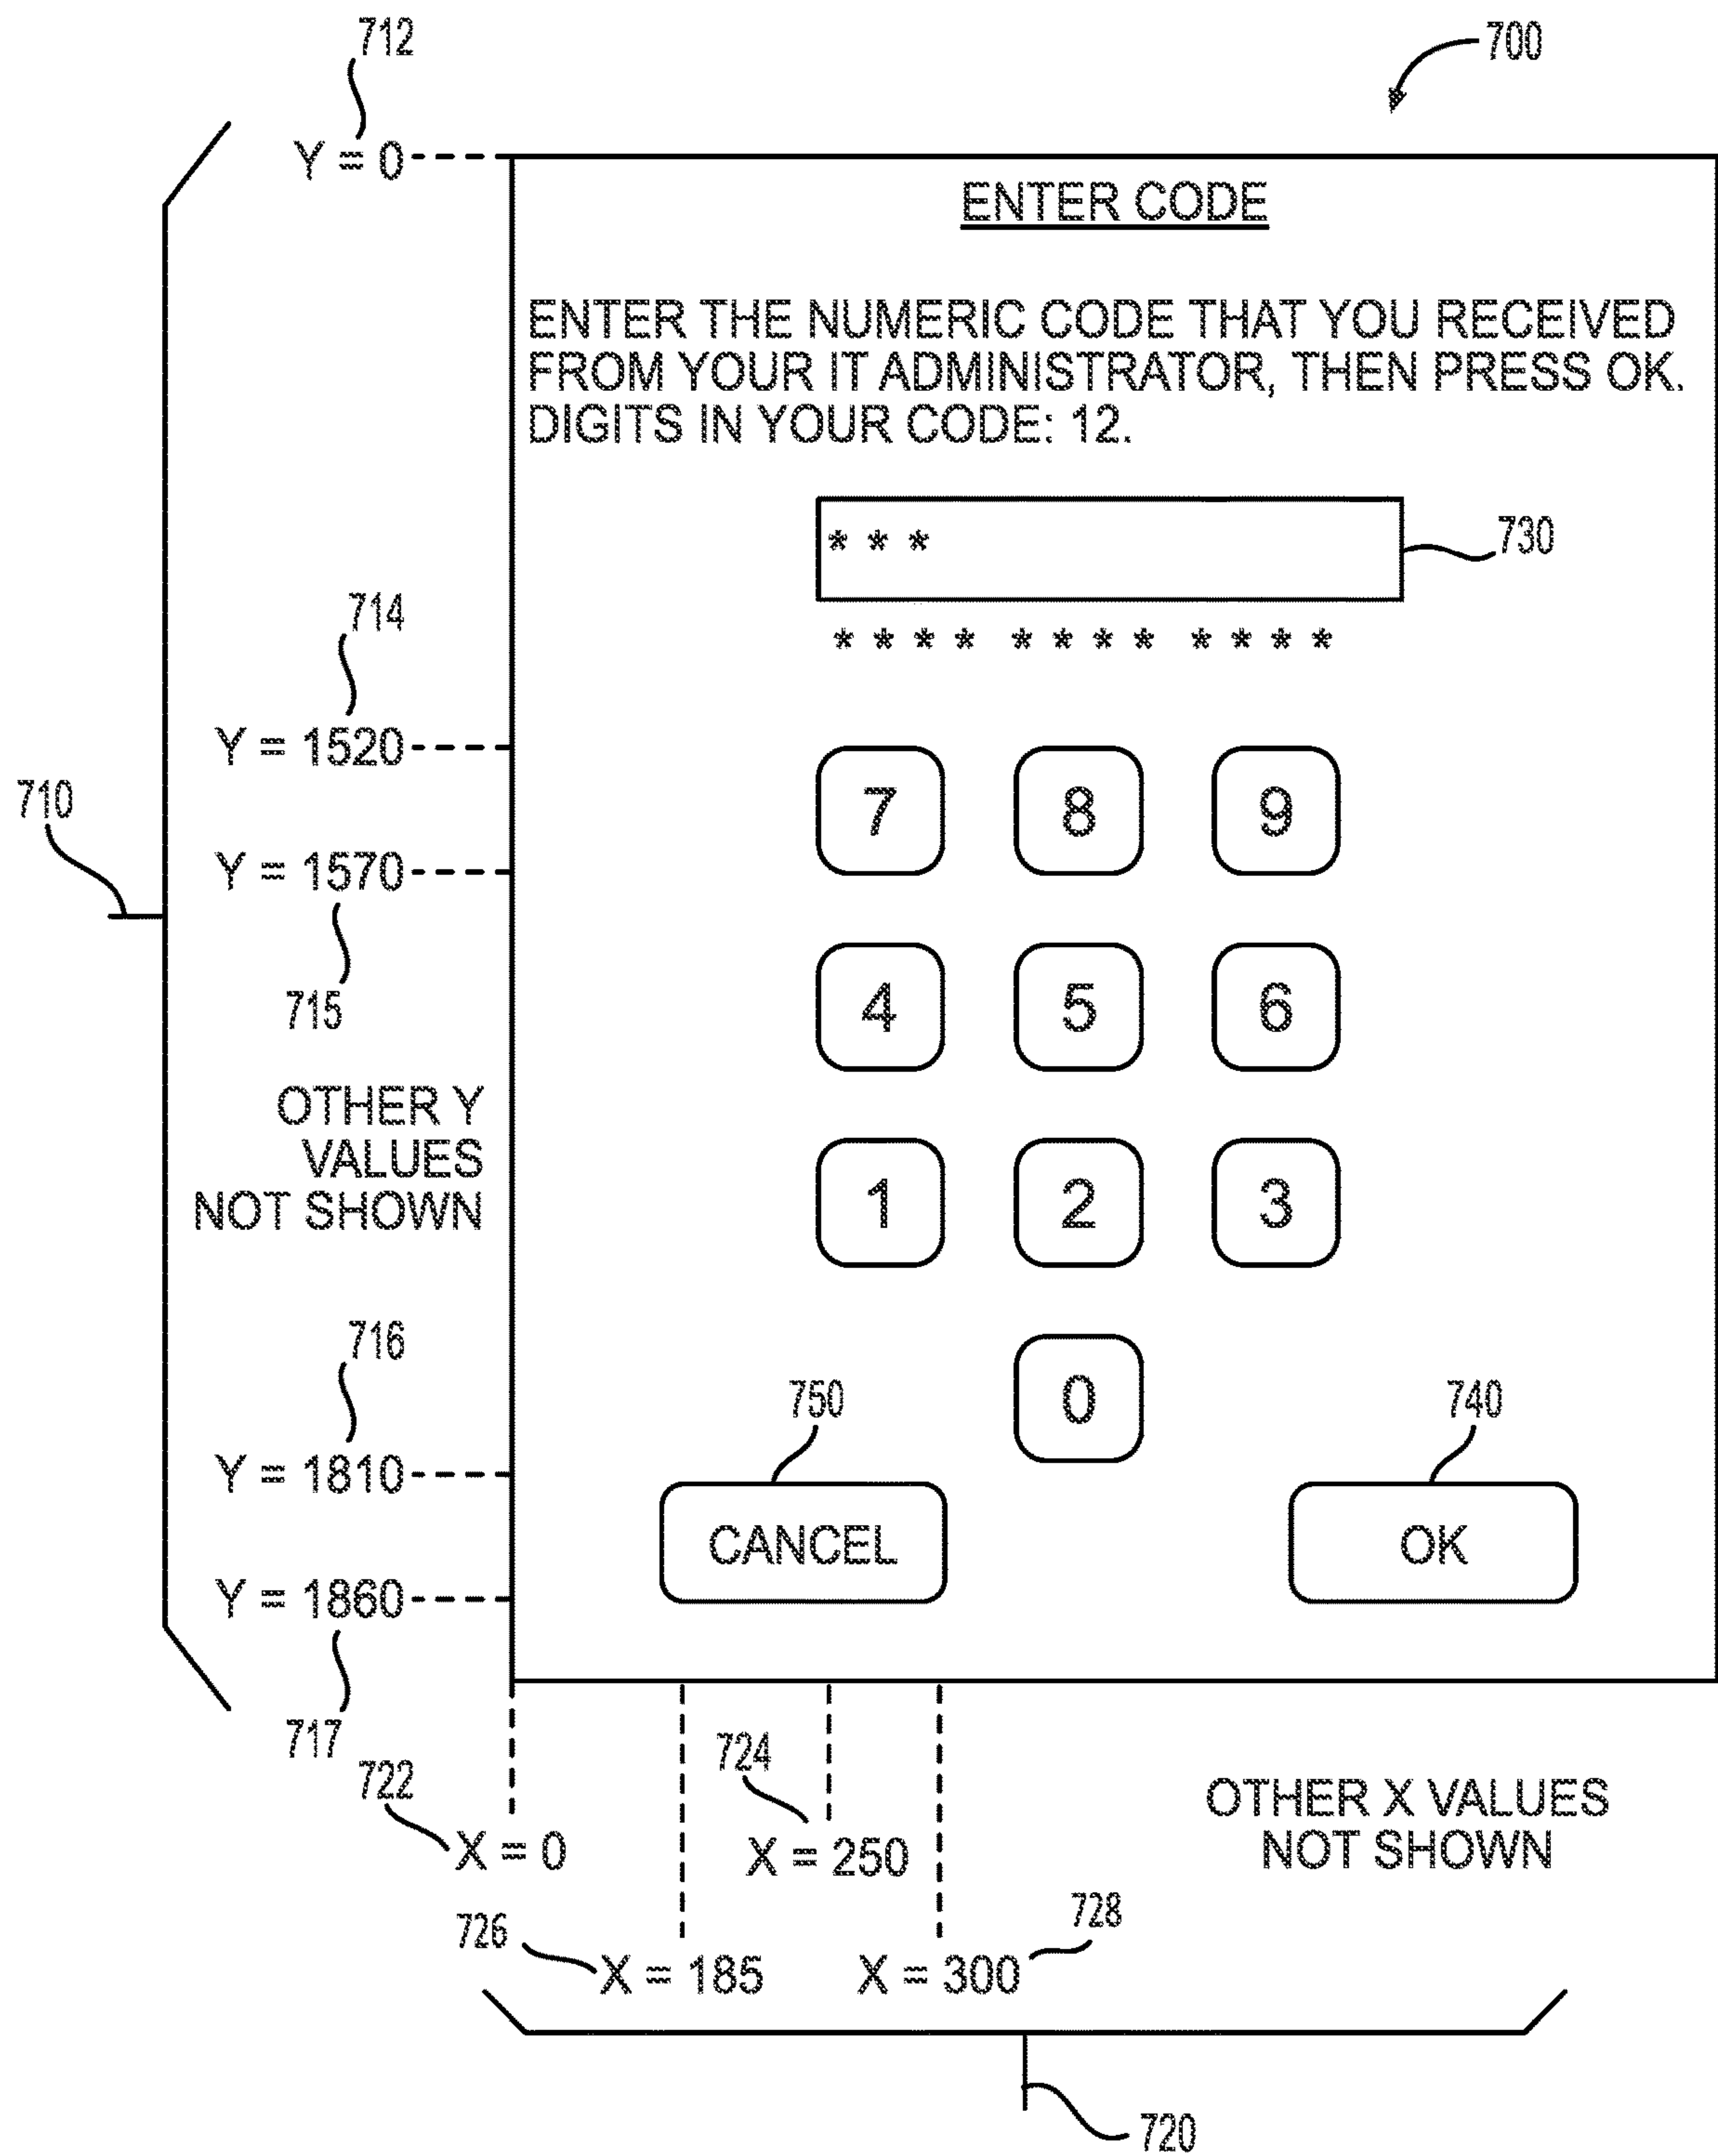 712
700
Y = 0
ENTER CODE
ENTER THE NUMERIC CODE THAT YOU RECEIVED
FROM YOUR IT ADMINISTRATOR, THEN PRESS OK.
DIGITS IN YOUR CODE: 12.
* * *
730
* * * * * * * * * * * *
714
Y = 1520
7 8 9
710
Y = 1570
715
4 5 6
OTHER Y
VALUES
NOT SHOWN
1 2 3
716
0
750
740
Y = 1810
CANCEL
OK
Y = 1860
717
722
724
X = 0
X = 250
OTHER X VALUES
NOT SHOWN
726
728
X = 185
X = 300
720